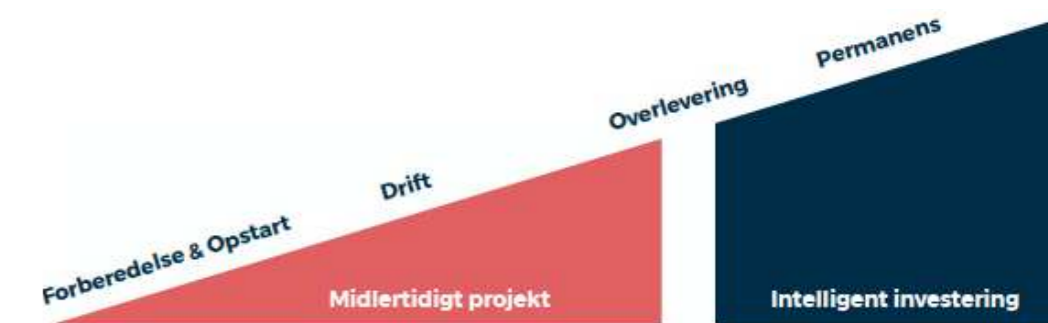 Forberedelse & Opstart
Drift
Overlevering
Permanens
Midlertidigt projekt
Intelligent investering